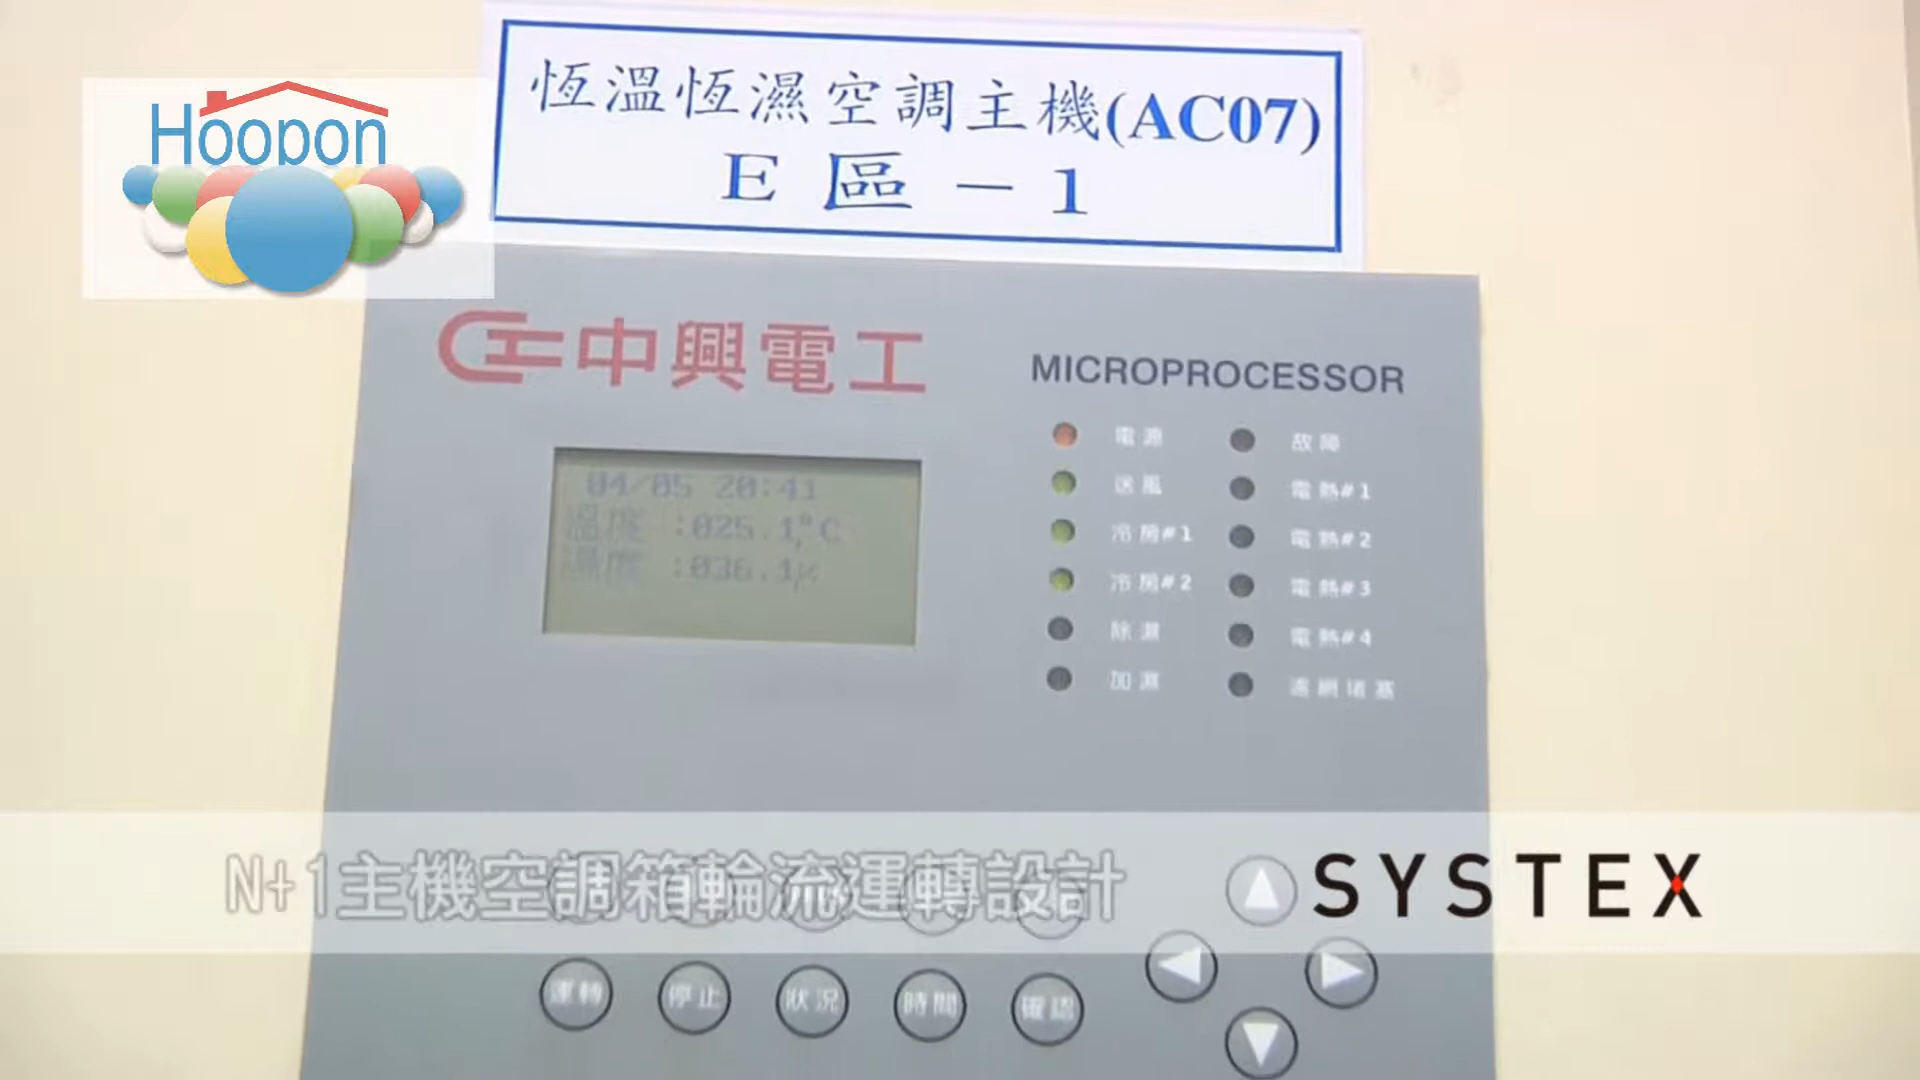 恆溫恆濕空調主機(AC07)
E 區 － 1
Hoopon
中興電工
MICROPROCESSOR
電源 故障
送風 電熱#1
冷房#1 電熱#2
冷房#2 電熱#3
除濕 電熱#4
加濕 濾網堵塞
04/05 20:41
溫度 :025.1°C
濕度 :036.1%
N+1主機空調箱輪流運轉設計
SYSTEX
運轉 停止 狀況 時間 確認